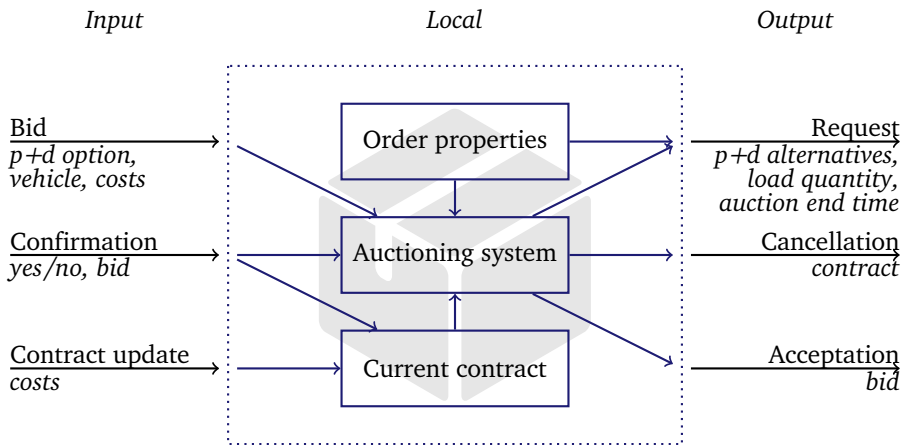 Input
Local
Output
Bid
p+d option,
vehicle, costs
Order properties
Request
p+d alternatives,
load quantity,
auction end time
Confirmation
yes/no, bid
Auctioning system
Cancellation
contract
Contract update
costs
Current contract
Acceptation
bid